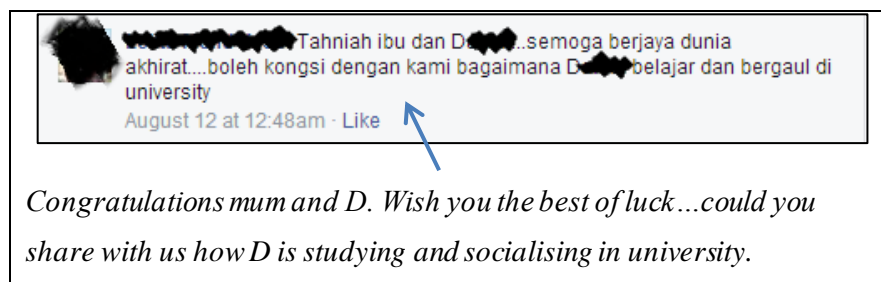 Tahniah ibu dan D ...semoga berjaya dunia
akhirat....boleh kongsi dengan kami bagaimana D belajar dan bergaul di
university
August 12 at 12:48am · Like
Congratulations mum and D. Wish you the best of luck...could you
share with us how D is studying and socialising in university.